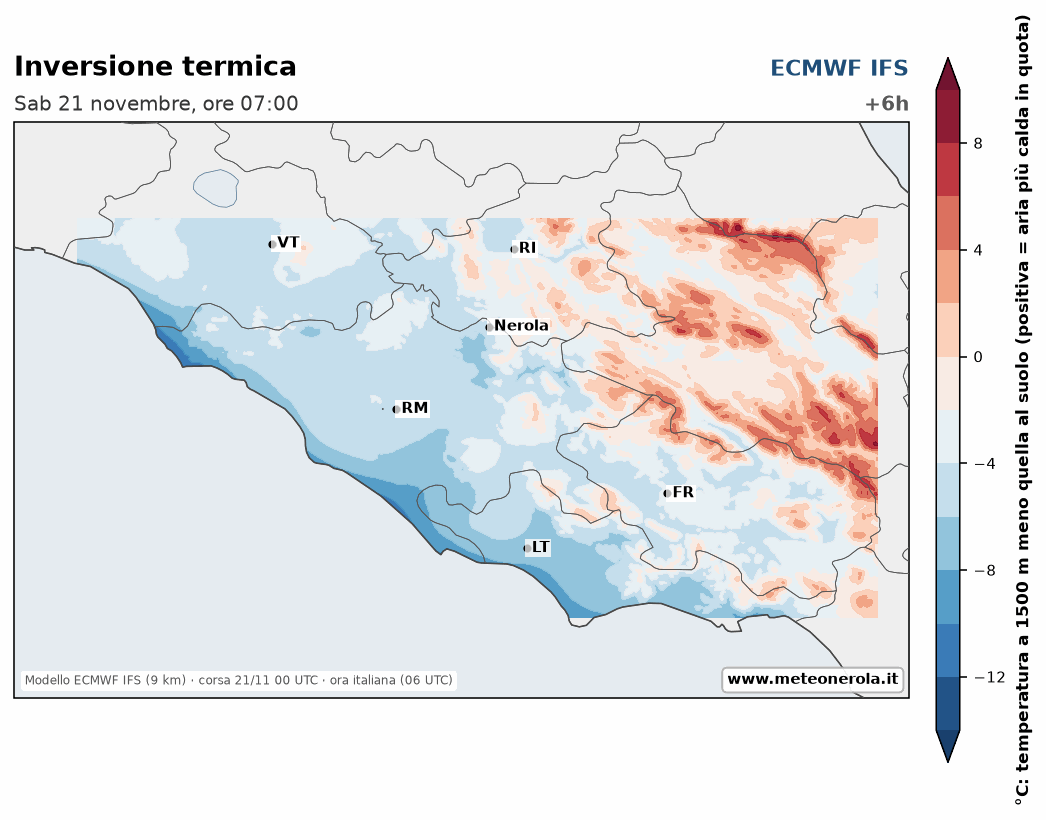 Inversione termica
ECMWF IFS
Sab 21 novembre, ore 07:00
+6h
VT
RI
Nerola
RM
FR
LT
8
4
0
−4
−8
−12
°C: temperatura a 1500 m meno quella al suolo (positiva = aria più calda in quota)
Modello ECMWF IFS (9 km) · corsa 21/11 00 UTC · ora italiana (06 UTC)
www.meteonerola.it